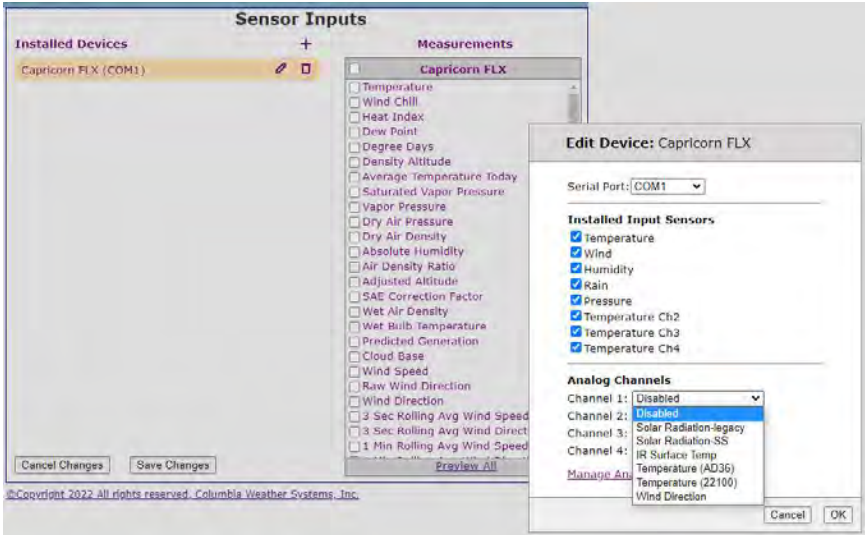 Sensor Inputs
Installed Devices +
Capricorn FLX (COM1)
Measurements
Capricorn FLX
Temperature
Wind Chill
Heat Index
Dew Point
Degree Days
Density Altitude
Average Temperature Today
Saturated Vapor Pressure
Vapor Pressure
Dry Air Pressure
Dry Air Density
Absolute Humidity
Air Density Ratio
Adjusted Altitude
SAE Correction Factor
Wet Air Density
Wet Bulb Temperature
Predicted Generation
Cloud Base
Wind Speed
Raw Wind Direction
Wind Direction
3 Sec Rolling Avg Wind Speed
3 Sec Rolling Avg Wind Direct
1 Min Rolling Avg Wind Speed
Preview All
Cancel Changes Save Changes
©Copyright 2022 All rights reserved, Columbia Weather Systems, Inc.
Edit Device: Capricorn FLX
Serial Port: COM1
Installed Input Sensors
Temperature
Wind
Humidity
Rain
Pressure
Temperature Ch2
Temperature Ch3
Temperature Ch4
Analog Channels
Channel 1: Disabled
Channel 2:
Channel 3:
Channel 4:
Disabled
Solar Radiation-legacy
Solar Radiation-SS
IR Surface Temp
Temperature (AD36)
Temperature (22100)
Wind Direction
Manage An
Cancel OK